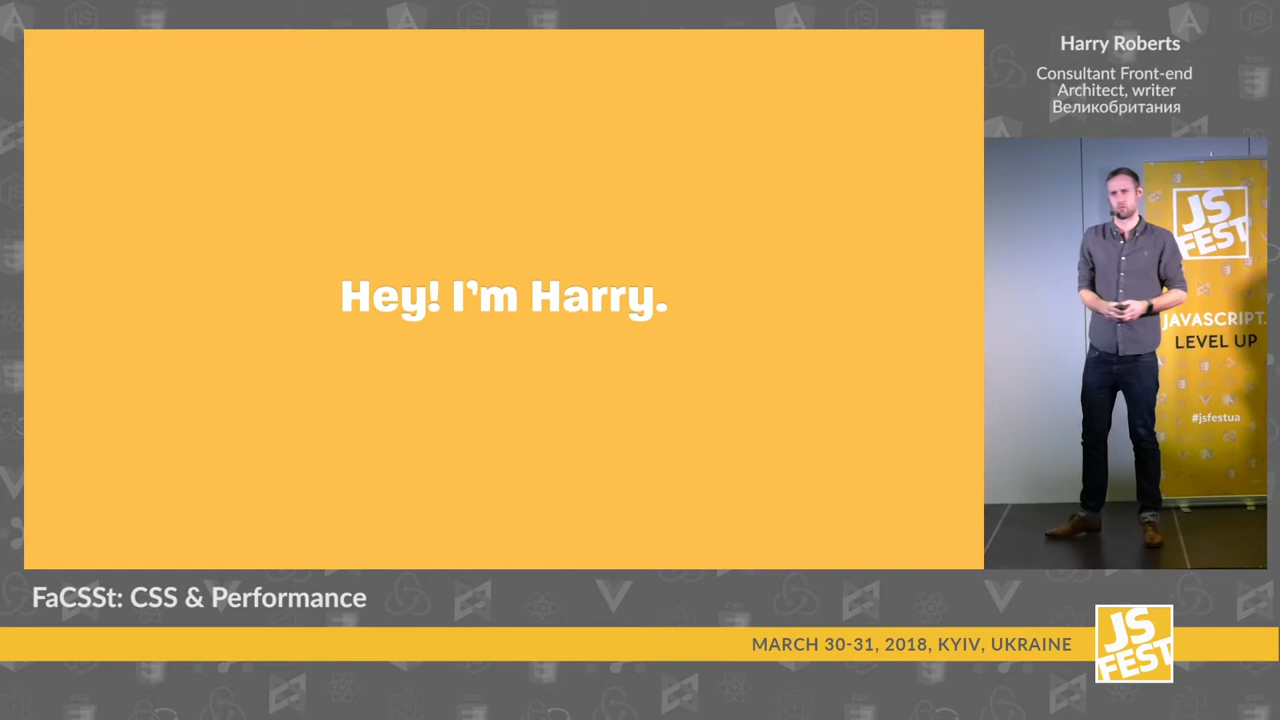 Harry Roberts
Consultant Front-end
Architect, writer
Великобритания
Hey! I’m Harry.
JS
FEST
JAVASCRIPT.
LEVEL UP
#jsfestua
FaCSSt: CSS & Performance
MARCH 30-31, 2018, KYIV, UKRAINE
JS
FEST